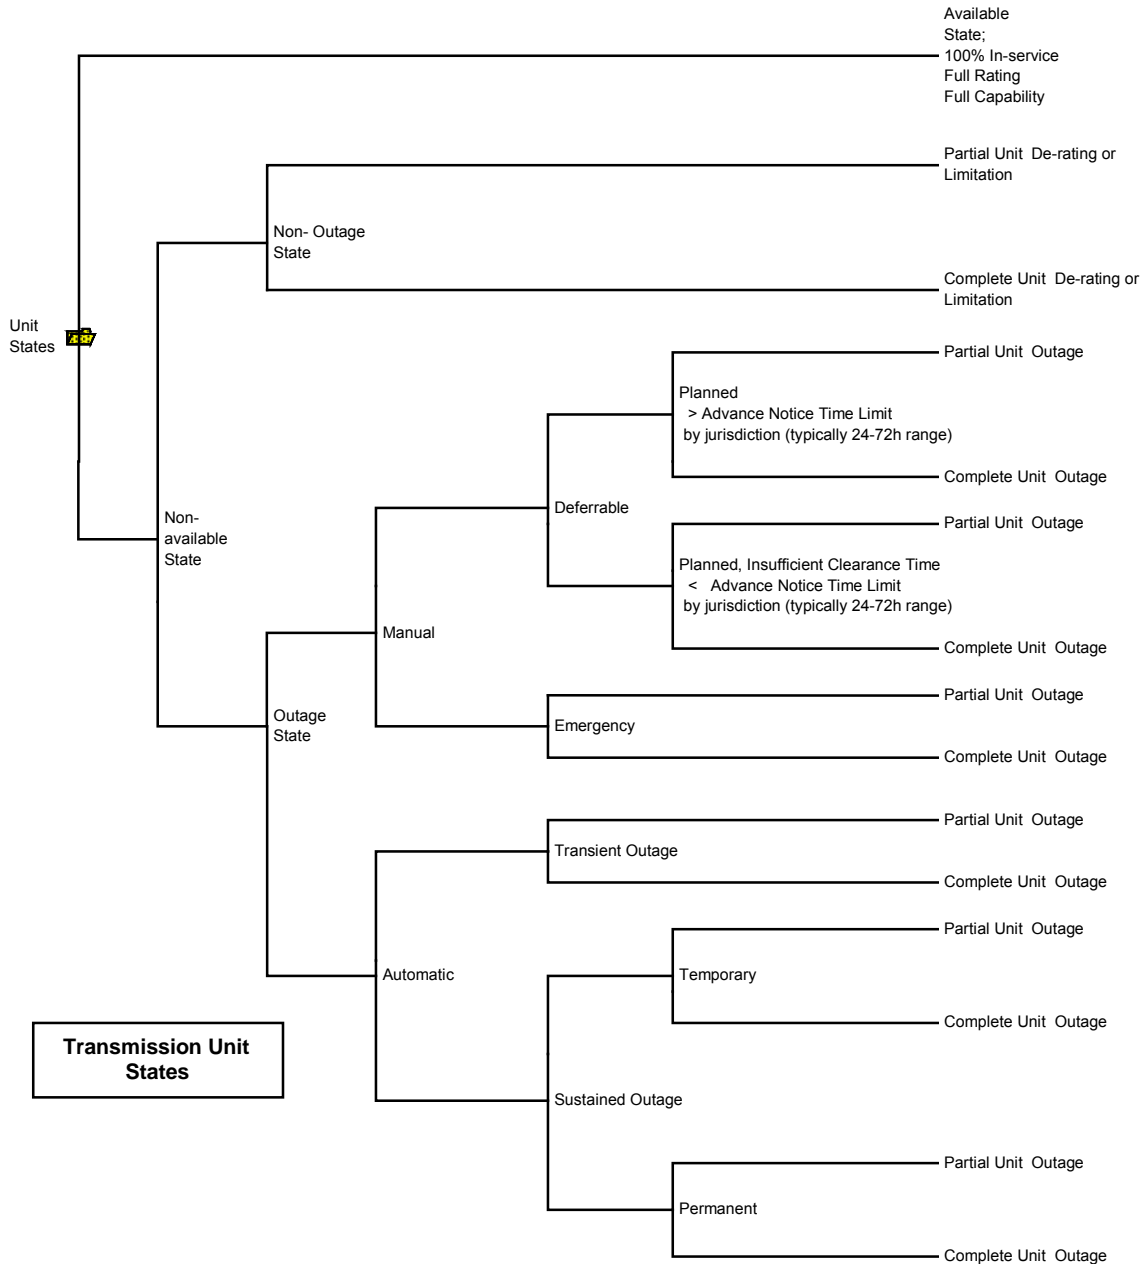 Available
State;
100% In-service
Full Rating
Full Capability
Partial Unit De-rating or
Limitation
Non- Outage
State
Complete Unit De-rating or
Limitation
Unit
States
Partial Unit Outage
Planned
> Advance Notice Time Limit
by jurisdiction (typically 24-72h range)
Complete Unit Outage
Deferrable
Non-
available
State
Partial Unit Outage
Planned, Insufficient Clearance Time
< Advance Notice Time Limit
by jurisdiction (typically 24-72h range)
Complete Unit Outage
Manual
Partial Unit Outage
Outage
State
Emergency
Complete Unit Outage
Partial Unit Outage
Transient Outage
Complete Unit Outage
Partial Unit Outage
Automatic
Temporary
Complete Unit Outage
Transmission Unit
States
Sustained Outage
Partial Unit Outage
Permanent
Complete Unit Outage